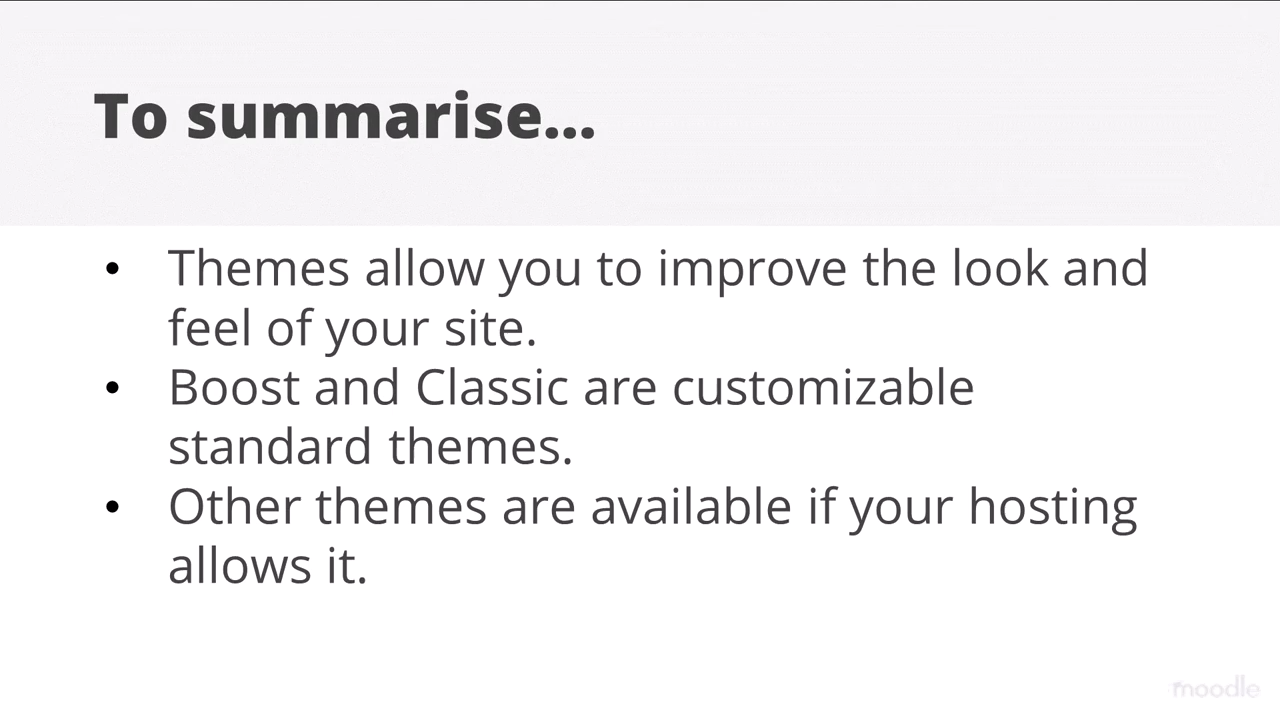 To summarise...
• Themes allow you to improve the look and
feel of your site.
• Boost and Classic are customizable
standard themes.
• Other themes are available if your hosting
allows it.
moodle